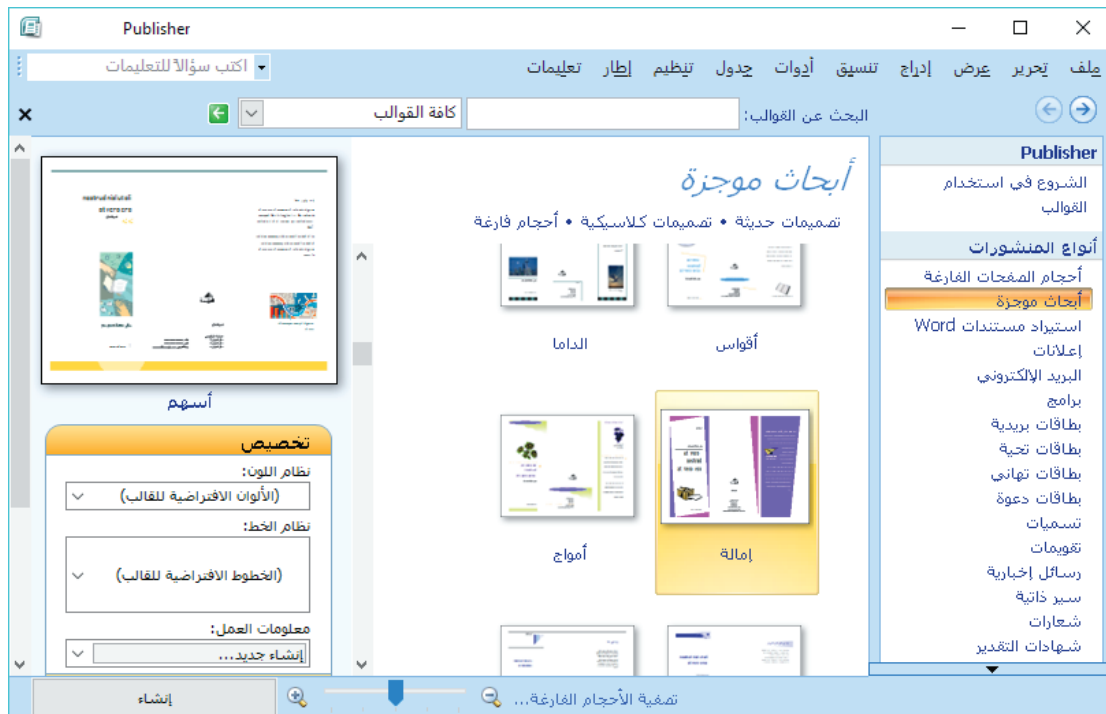 Publisher
ملف تحرير عرض إدراج تنسيق أدوات جدول تنظيم إطار تعليمات
اكتب سؤالاً للتعليمات
البحث عن القوالب:
كافة القوالب
Publisher
الشروع في استخدام
القوالب
أنواع المنشورات
أحجام الصفحات الفارغة
أبحاث موجزة
استيراد مستندات Word
إعلانات
البريد الإلكتروني
برامج
بطاقات بريدية
بطاقات تحية
بطاقات تهاني
بطاقات دعوة
تسميات
تقويمات
رسائل إخبارية
سير ذاتية
شعارات
شهادات التقدير
أبحاث موجزة
تصميمات حديثة • تصميمات كلاسيكية • أحجام فارغة
أقواس
الداما
إمالة
أمواج
أسهم
تخصيص
نظام اللون:
(الألوان الافتراضية للقالب)
نظام الخط:
(الخطوط الافتراضية للقالب)
معلومات العمل:
إنشاء جديد...
تصفية الأحجام الفارغة...
إنشاء